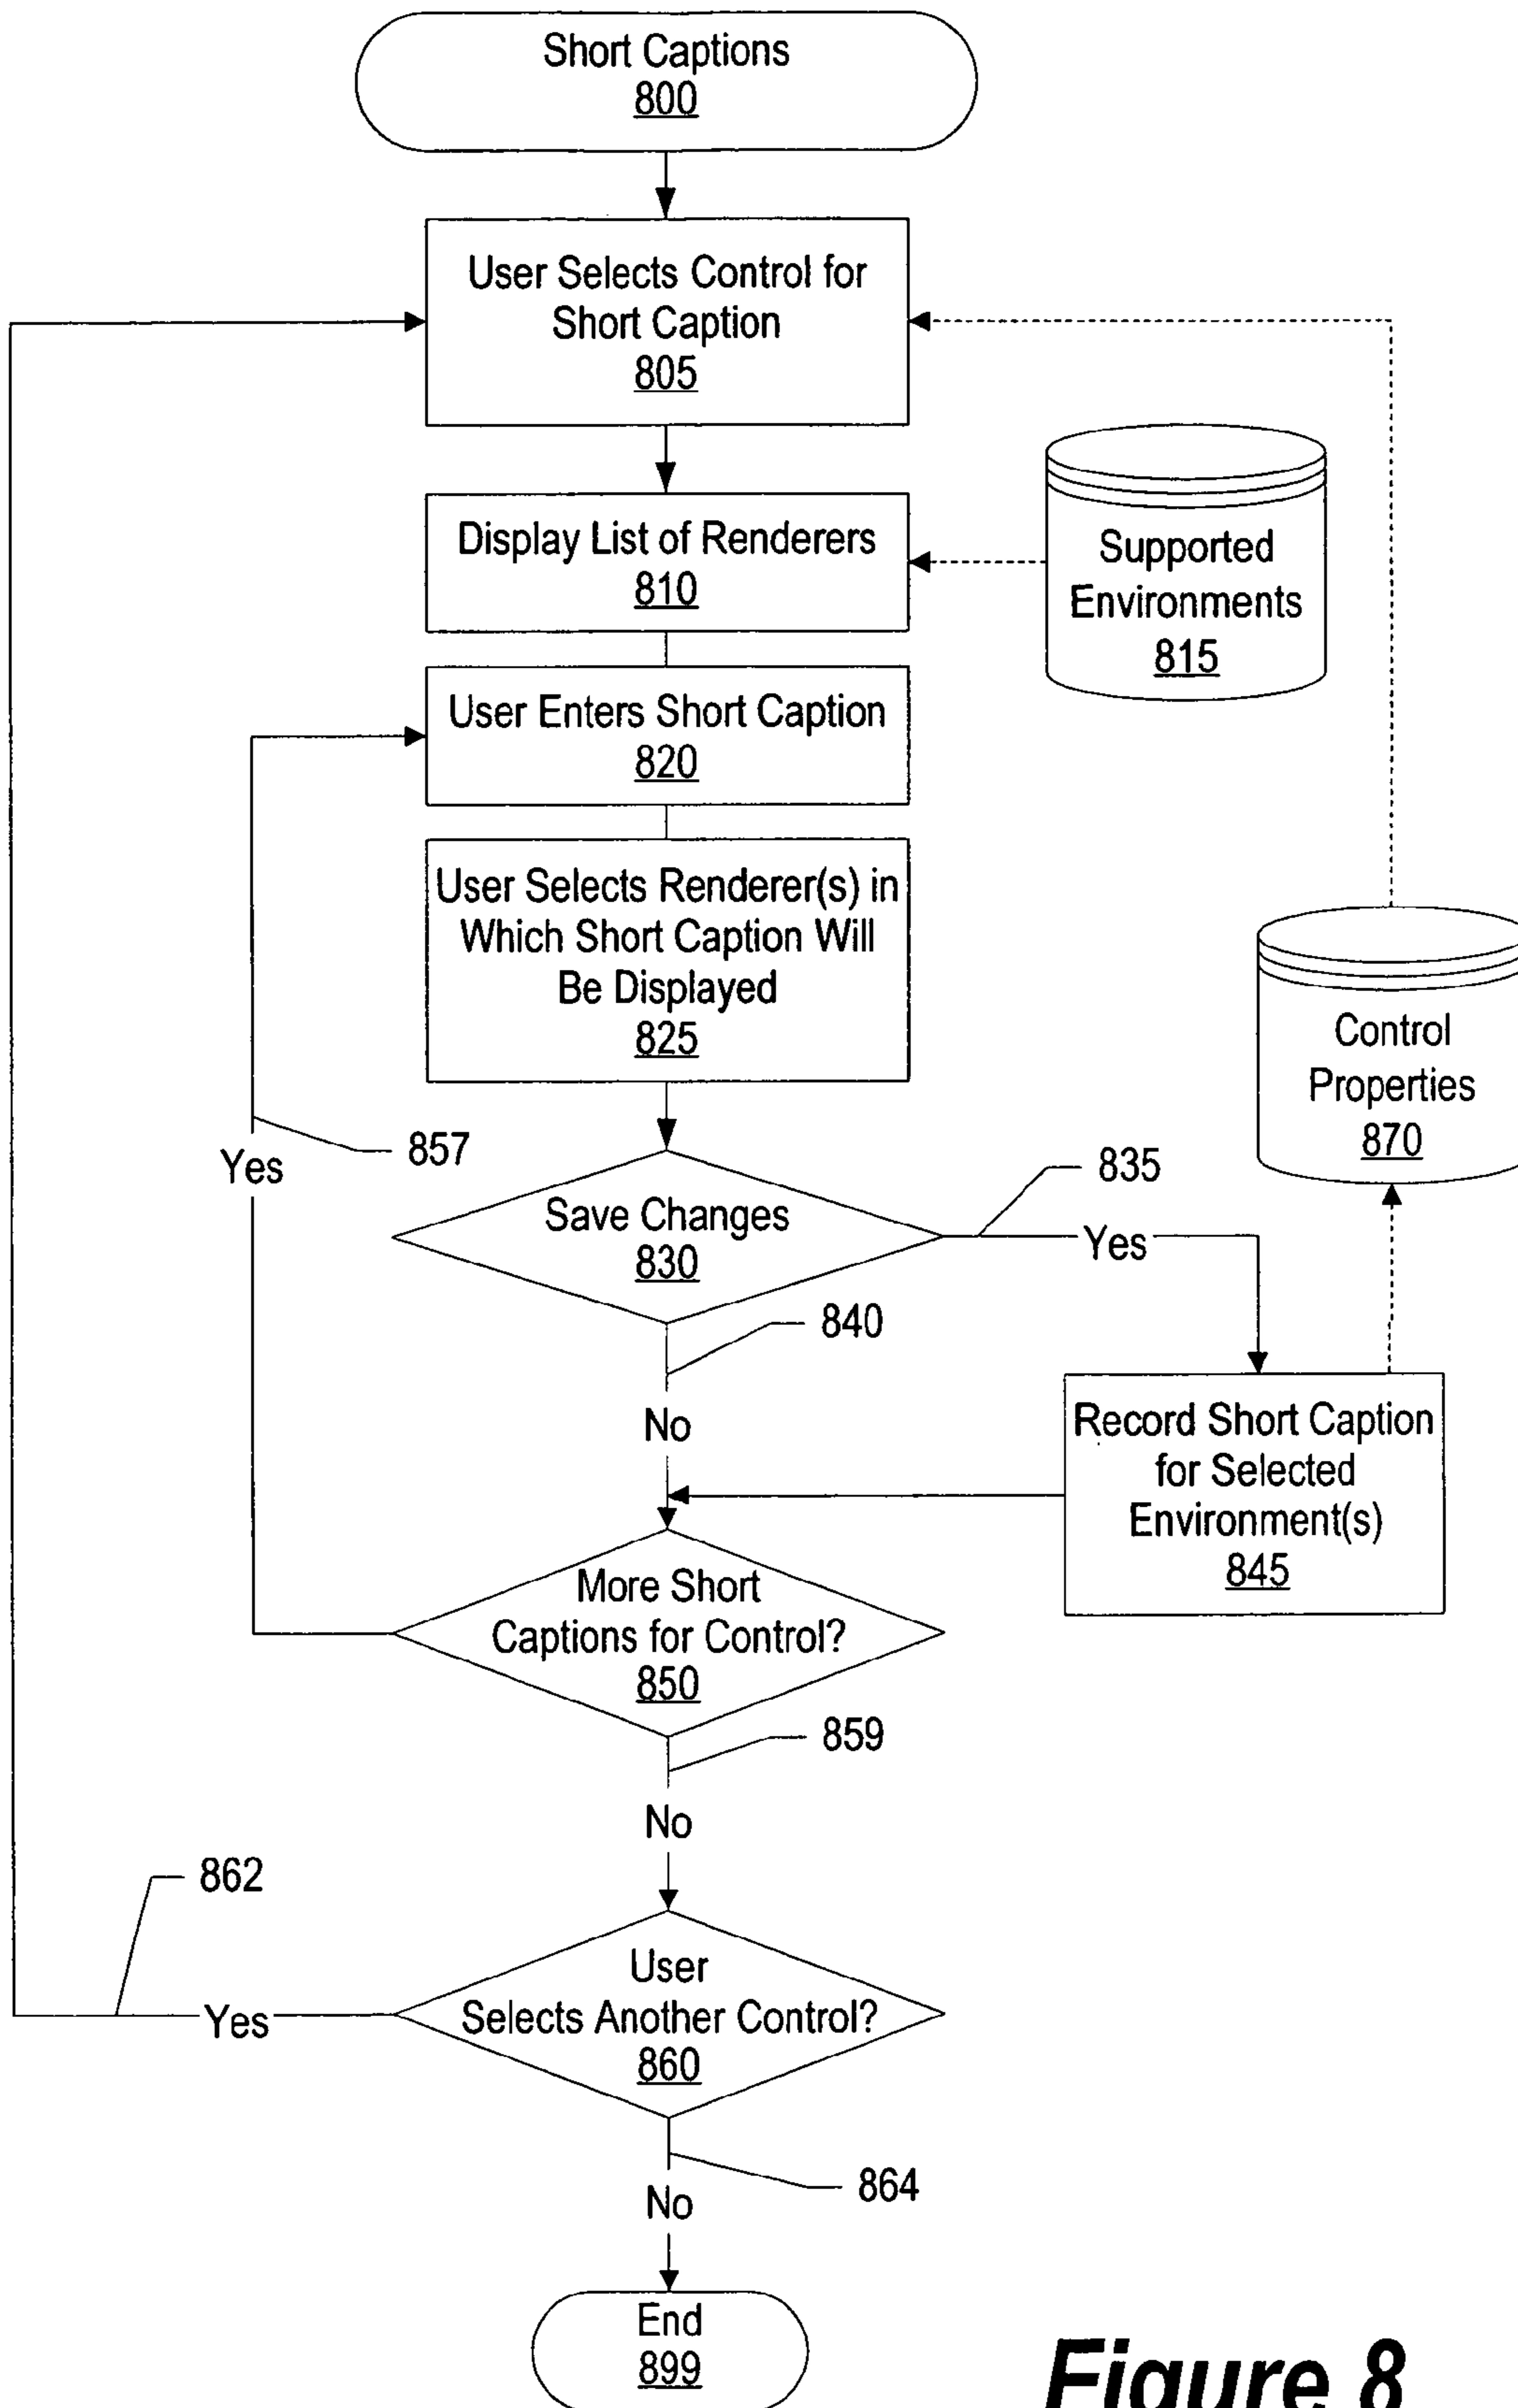 Short Captions
800
User Selects Control for
Short Caption
805
Display List of Renderers
810
Supported
Environments
815
User Enters Short Caption
820
User Selects Renderer(s) in
Which Short Caption Will
Be Displayed
825
Control
Properties
870
857
Yes
835
Save Changes
830
Yes
840
No
Record Short Caption
for Selected
Environment(s)
845
More Short
Captions for Control?
850
859
No
862
User
Selects Another Control?
860
Yes
864
No
End
899
Figure 8